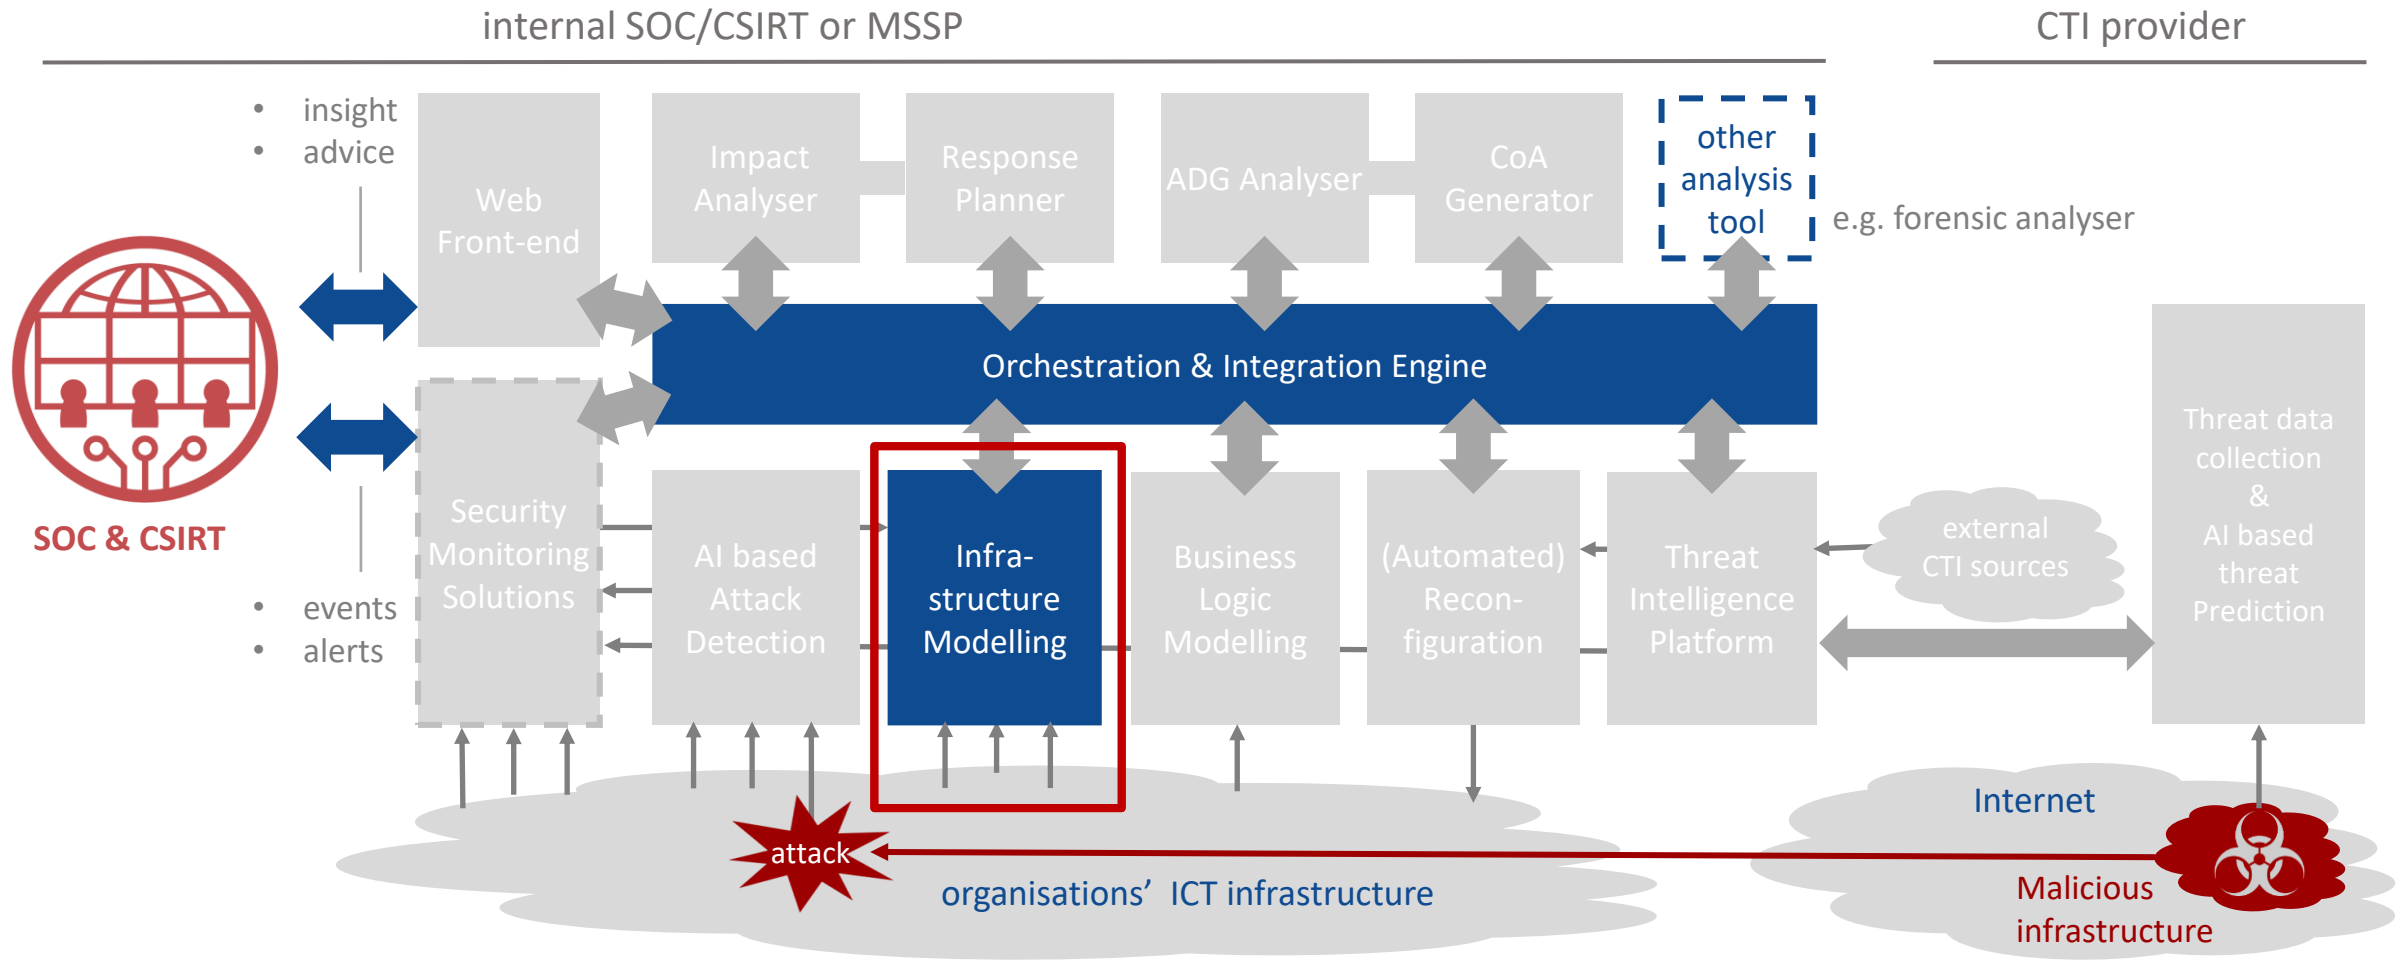 internal SOC/CSIRT or MSSP
CTI provider
• insight
• advice
Web
Front-end
Impact
Analyser
Response
Planner
ADG Analyser
CoA
Generator
other
analysis
tool
e.g. forensic analyser
Orchestration & Integration Engine
SOC & CSIRT
• events
• alerts
Security
Monitoring
Solutions
AI based
Attack
Detection
Infra-
structure
Modelling
Business
Logic
Modelling
(Automated)
Recon-
figuration
Threat
Intelligence
Platform
external
CTI sources
Threat data
collection
&
AI based
threat
Prediction
attack
organisations’ ICT infrastructure
Internet
Malicious
infrastructure